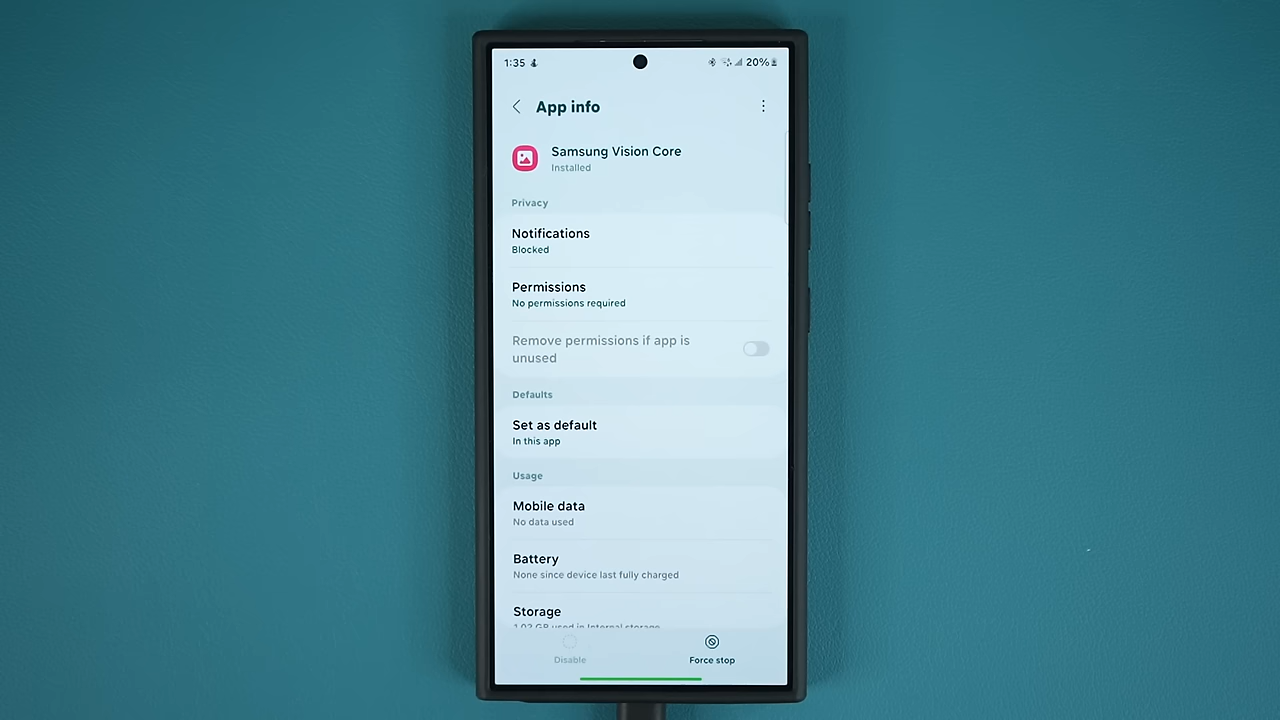 1:35
20%
App info
Samsung Vision Core
Installed
Privacy
Notifications
Blocked
Permissions
No permissions required
Remove permissions if app is
unused
Defaults
Set as default
In this app
Usage
Mobile data
No data used
Battery
None since device last fully charged
Storage
1.02 GB used in Internal storage
Disable
Force stop